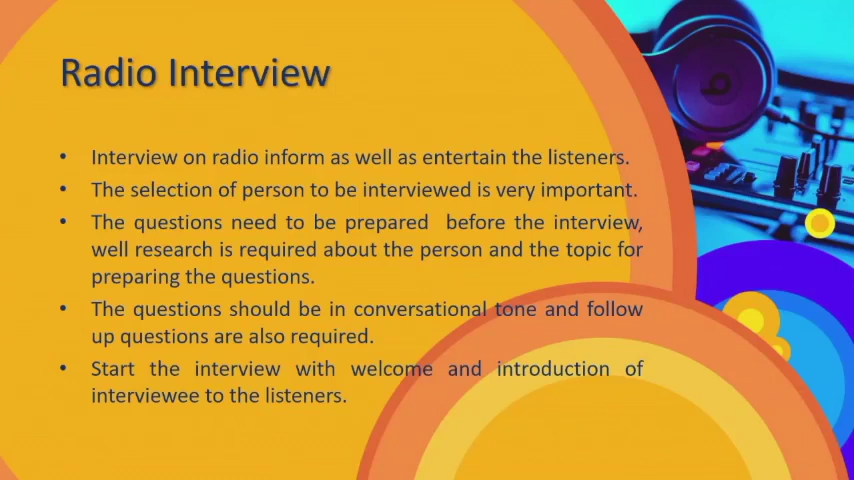 Radio Interview
• Interview on radio inform as well as entertain the listeners.
• The selection of person to be interviewed is very important.
• The questions need to be prepared before the interview,
well research is required about the person and the topic for
preparing the questions.
• The questions should be in conversational tone and follow
up questions are also required.
• Start the interview with welcome and introduction of
interviewee to the listeners.